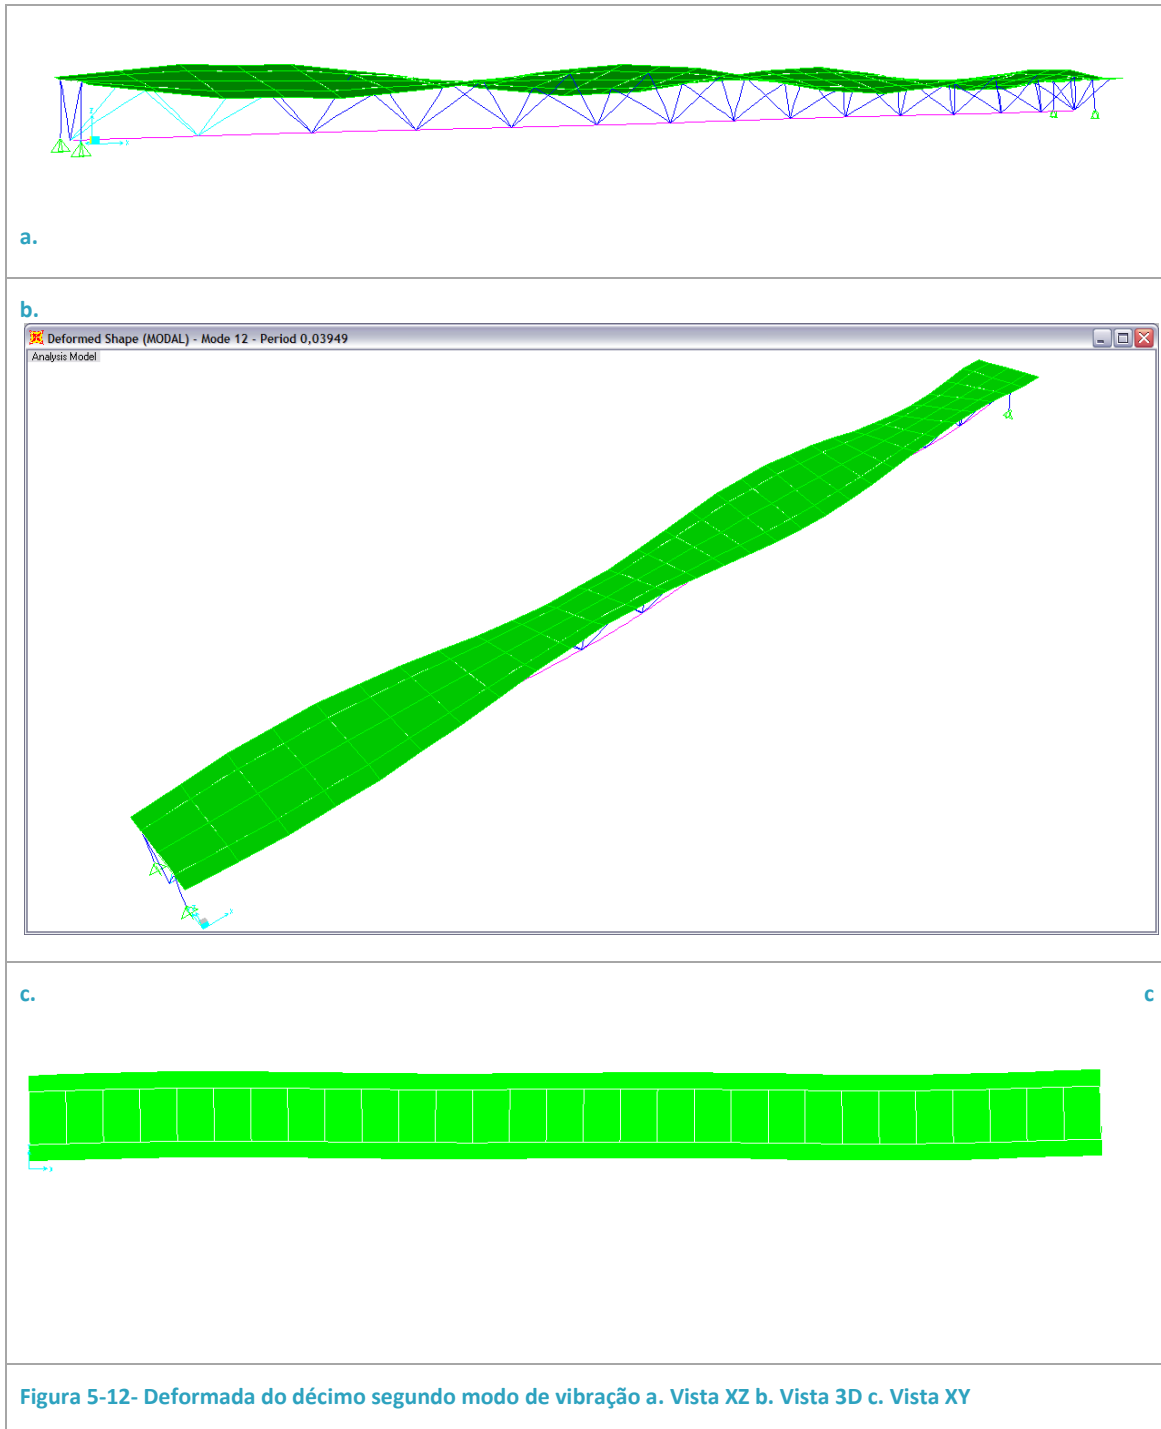 a.
b.
Deformed Shape (MODAL) - Mode 12 - Period 0,03949
Analysis Model
c.
c
Figura 5-12- Deformada do décimo segundo modo de vibração a. Vista XZ b. Vista 3D c. Vista XY